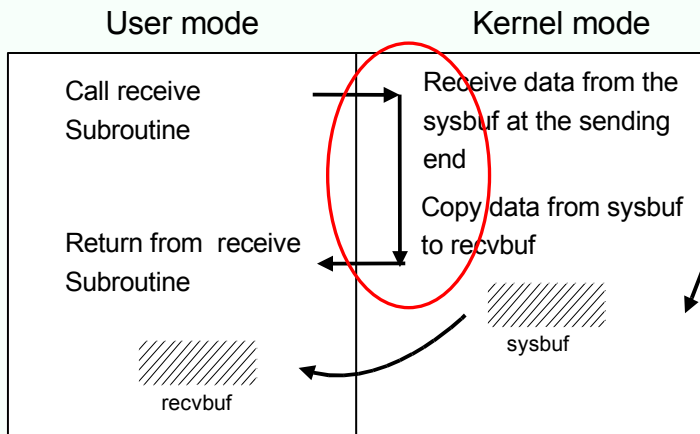 User mode
Kernel mode
Call receive
Subroutine
Receive data from the
sysbuf at the sending
end
Copy data from sysbuf
to recvbuf
Return from receive
Subroutine
sysbuf
recvbuf